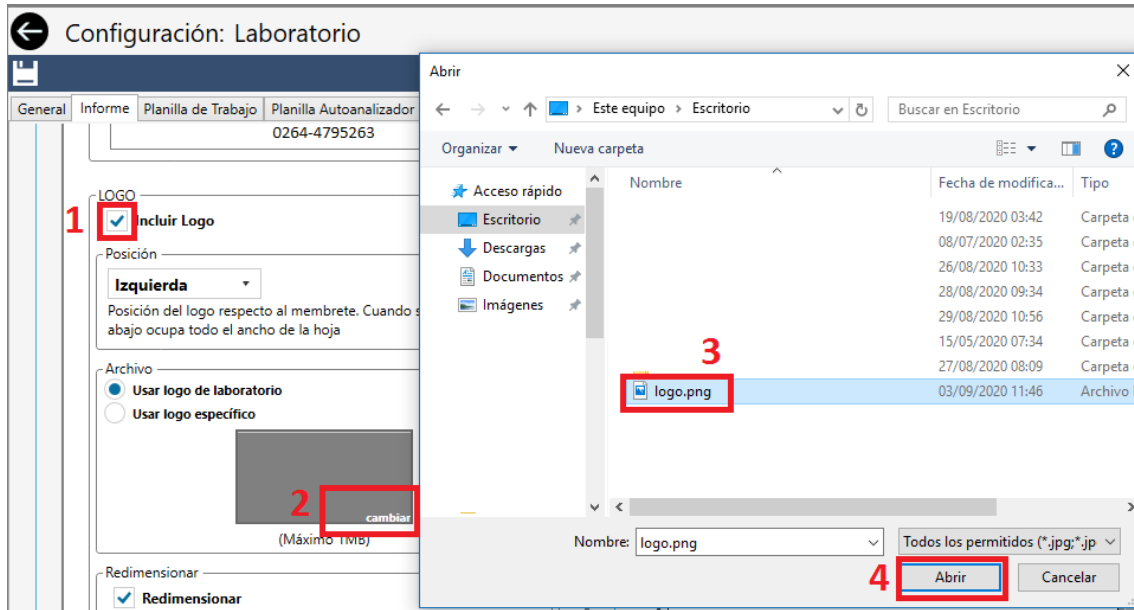 Configuración: Laboratorio
General Informe Planilla de Trabajo Planilla Autoanalizador
0264-4795263
LOGO
1
Incluir Logo
Posición
Izquierda
Posición del logo respecto al membrete. Cuando
abajo ocupa todo el ancho de la hoja
Archivo
Usar logo de laboratorio
Usar logo específico
2
cambiar
(Máximo 1MB)
Redimensionar
Redimensionar
Abrir
Este equipo > Escritorio
Buscar en Escritorio
Organizar
Nueva carpeta
Acceso rápido
Escritorio
Descargas
Documentos
Imágenes
Nombre Fecha de modifica... Tipo
19/08/2020 03:42 Carpeta
08/07/2020 02:35 Carpeta
26/08/2020 10:33 Carpeta
28/08/2020 09:34 Carpeta
29/08/2020 10:56 Carpeta
15/05/2020 07:34 Carpeta
27/08/2020 08:09 Carpeta
3
logo.png 03/09/2020 11:46 Archivo
Nombre: logo.png Todos los permitidos (*.jpg;*.jp
4
Abrir Cancelar